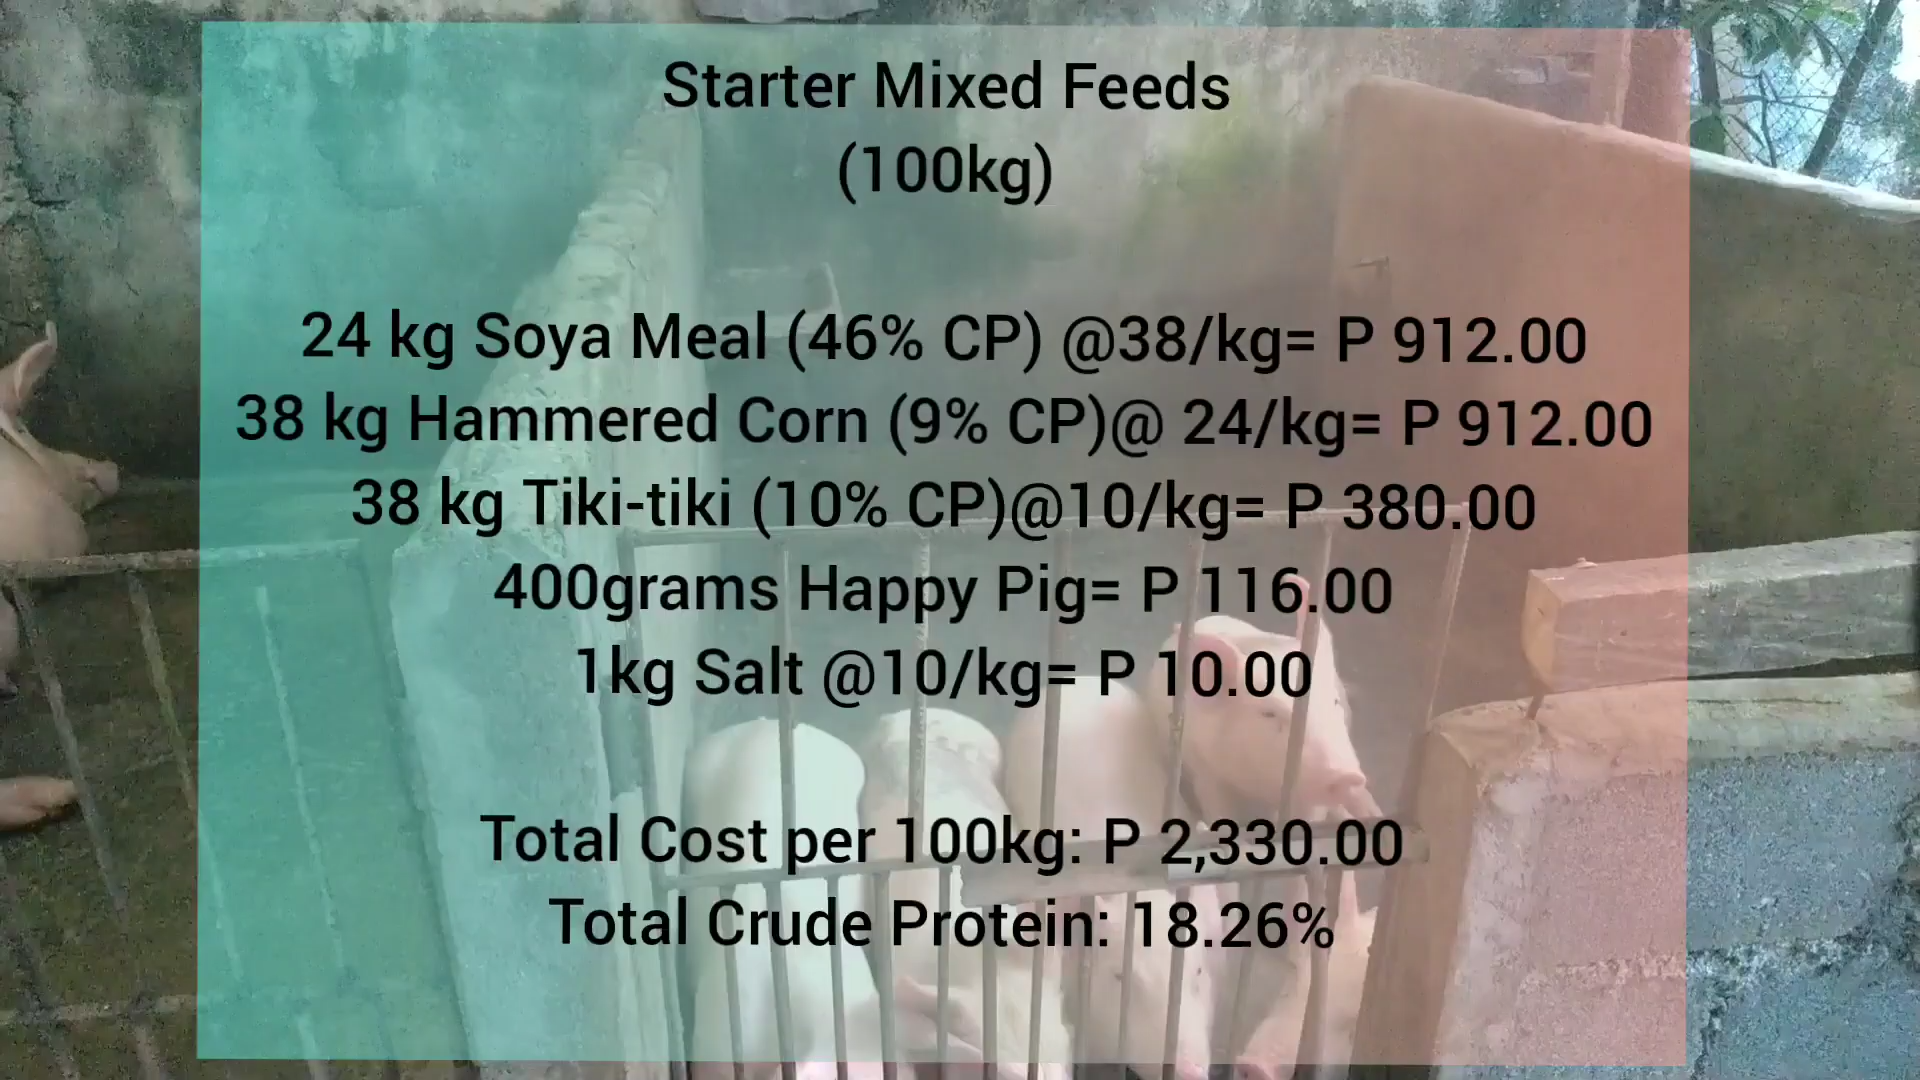 Starter Mixed Feeds
(100kg)
24 kg Soya Meal (46% CP) @38/kg= P 912.00
38 kg Hammered Corn (9% CP)@ 24/kg= P 912.00
38 kg Tiki-tiki (10% CP)@10/kg= P 380.00
400grams Happy Pig= P 116.00
1kg Salt @10/kg= P 10.00
Total Cost per 100kg: P 2,330.00
Total Crude Protein: 18.26%